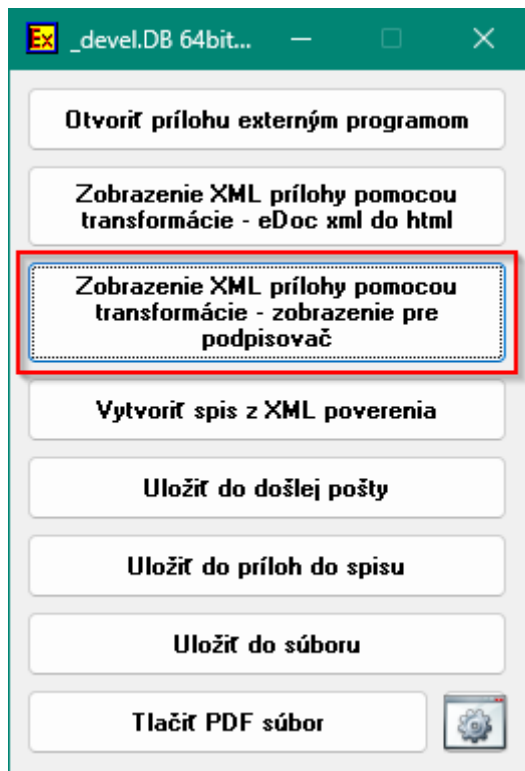 Ex _devel.DB 64bit...
Otvoriť prílohu externým programom
Zobrazenie XML prílohy pomocou
transformácie - eDoc xml do html
Zobrazenie XML prílohy pomocou
transformácie - zobrazenie pre
podpisovač
Vytvoriť spis z XML poverenia
Uložiť do došlej pošty
Uložiť do príloh do spisu
Uložiť do súboru
Tlačiť PDF súbor